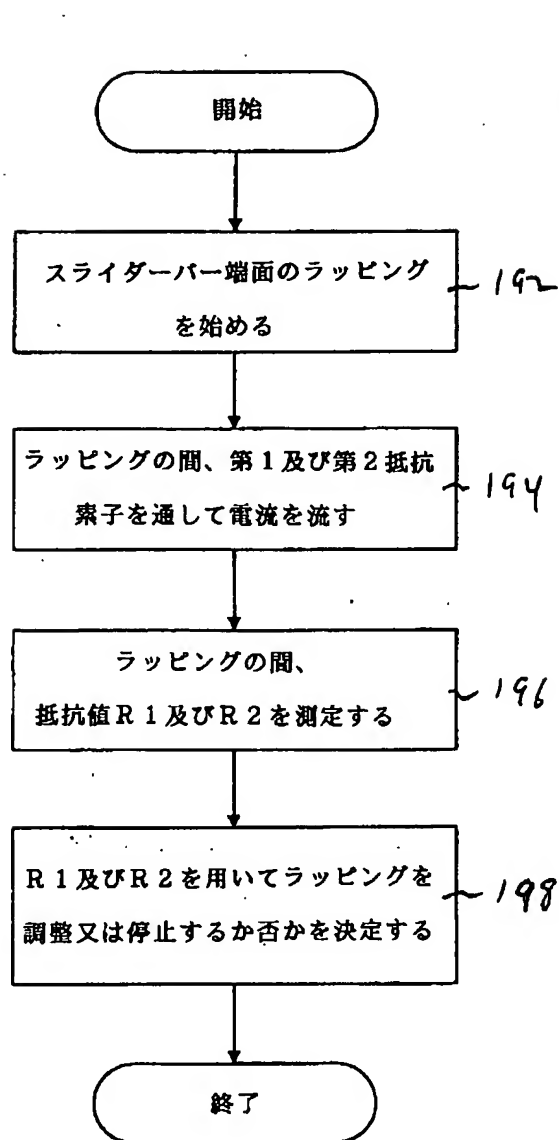 開始
スライダーバー端面のラッピング
を始める
192
ラッピングの間、第1及び第2抵抗
素子を通して電流を流す
194
ラッピングの間、
抵抗値R1及びR2を測定する
196
R1及びR2を用いてラッピングを
調整又は停止するか否かを決定する
198
終了